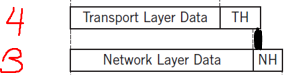 4 Transport Layer Data TH
3 Network Layer Data NH